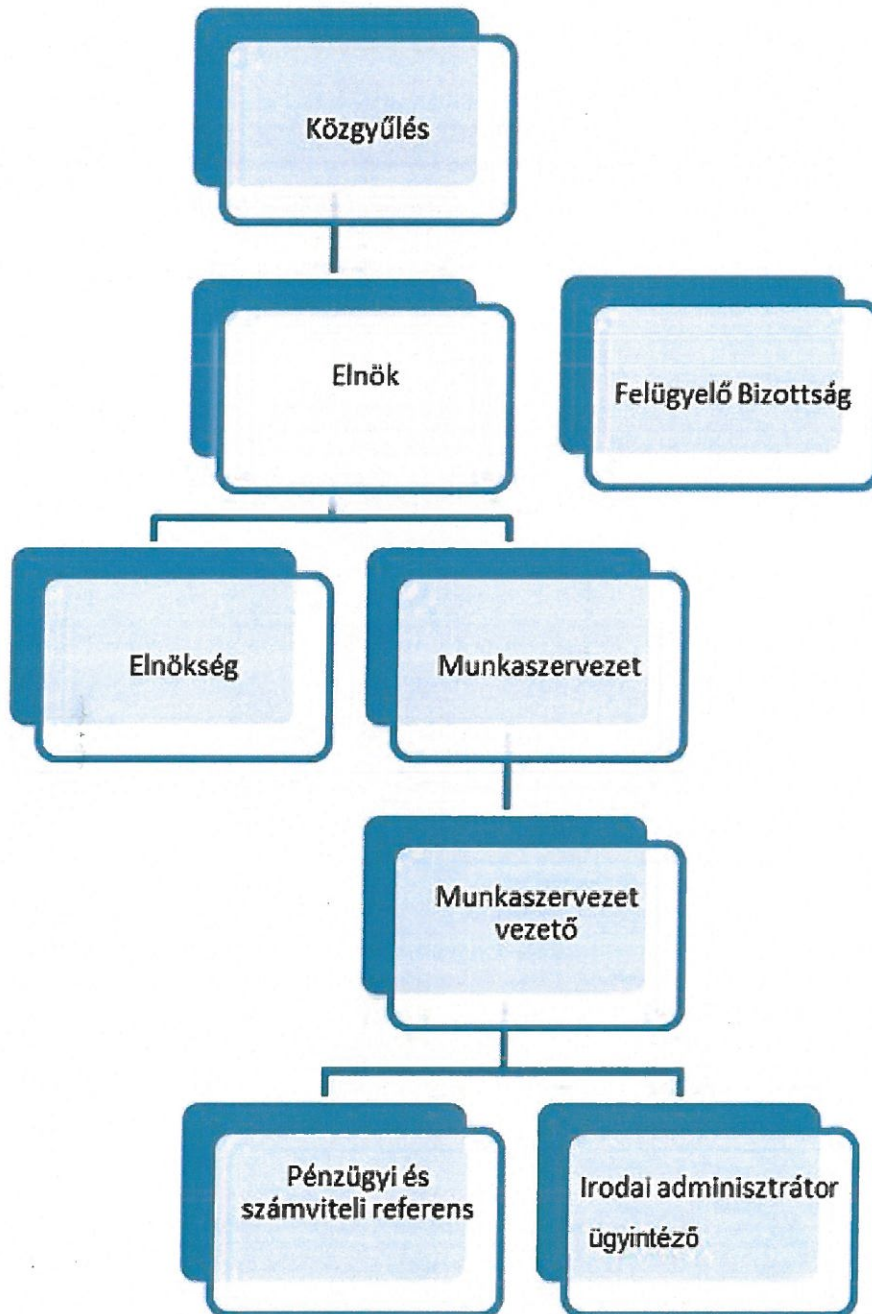 Közgyűlés
Elnök
Felügyelő Bizottság
Elnökség
Munkaszervezet
Munkaszervezet
vezető
Pénzügyi és
számviteli referens
Irodai adminisztrátor
ügyintéző